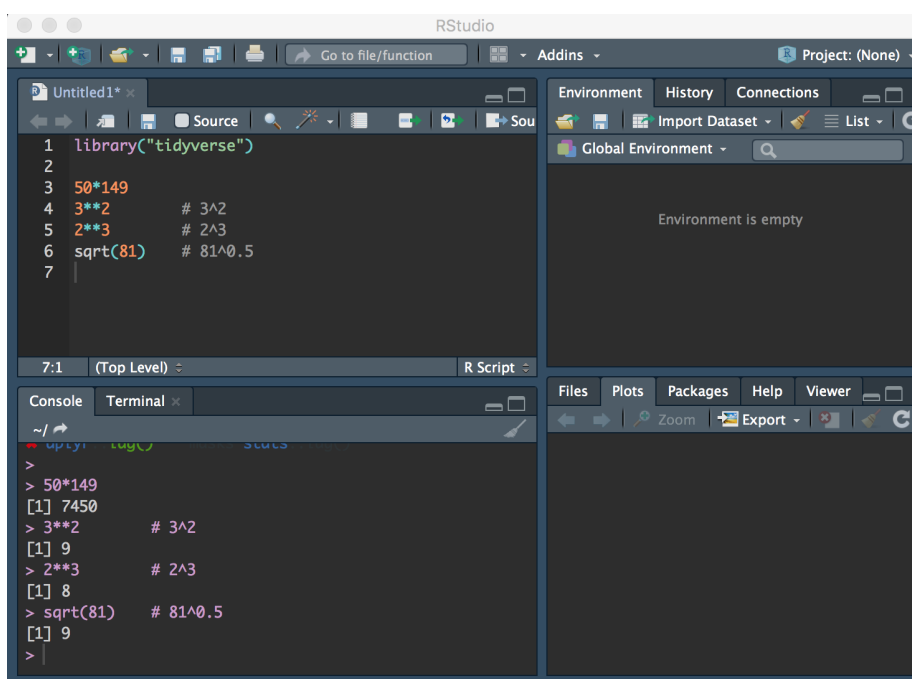 RStudio
Go to file/function
Addins
Project: (None)
Untitled1*
Source
Sou
1 library("tidyverse")
2
3 50*149
4 3**2 # 3^2
5 2**3 # 2^3
6 sqrt(81) # 81^0.5
7
7:1 (Top Level) R Script
Console Terminal
~/
dplyr lag() stats
>
> 50*149
[1] 7450
> 3**2 # 3^2
[1] 9
> 2**3 # 2^3
[1] 8
> sqrt(81) # 81^0.5
[1] 9
>
Environment History Connections
Import Dataset List
Global Environment
Environment is empty
Files Plots Packages Help Viewer
Zoom Export